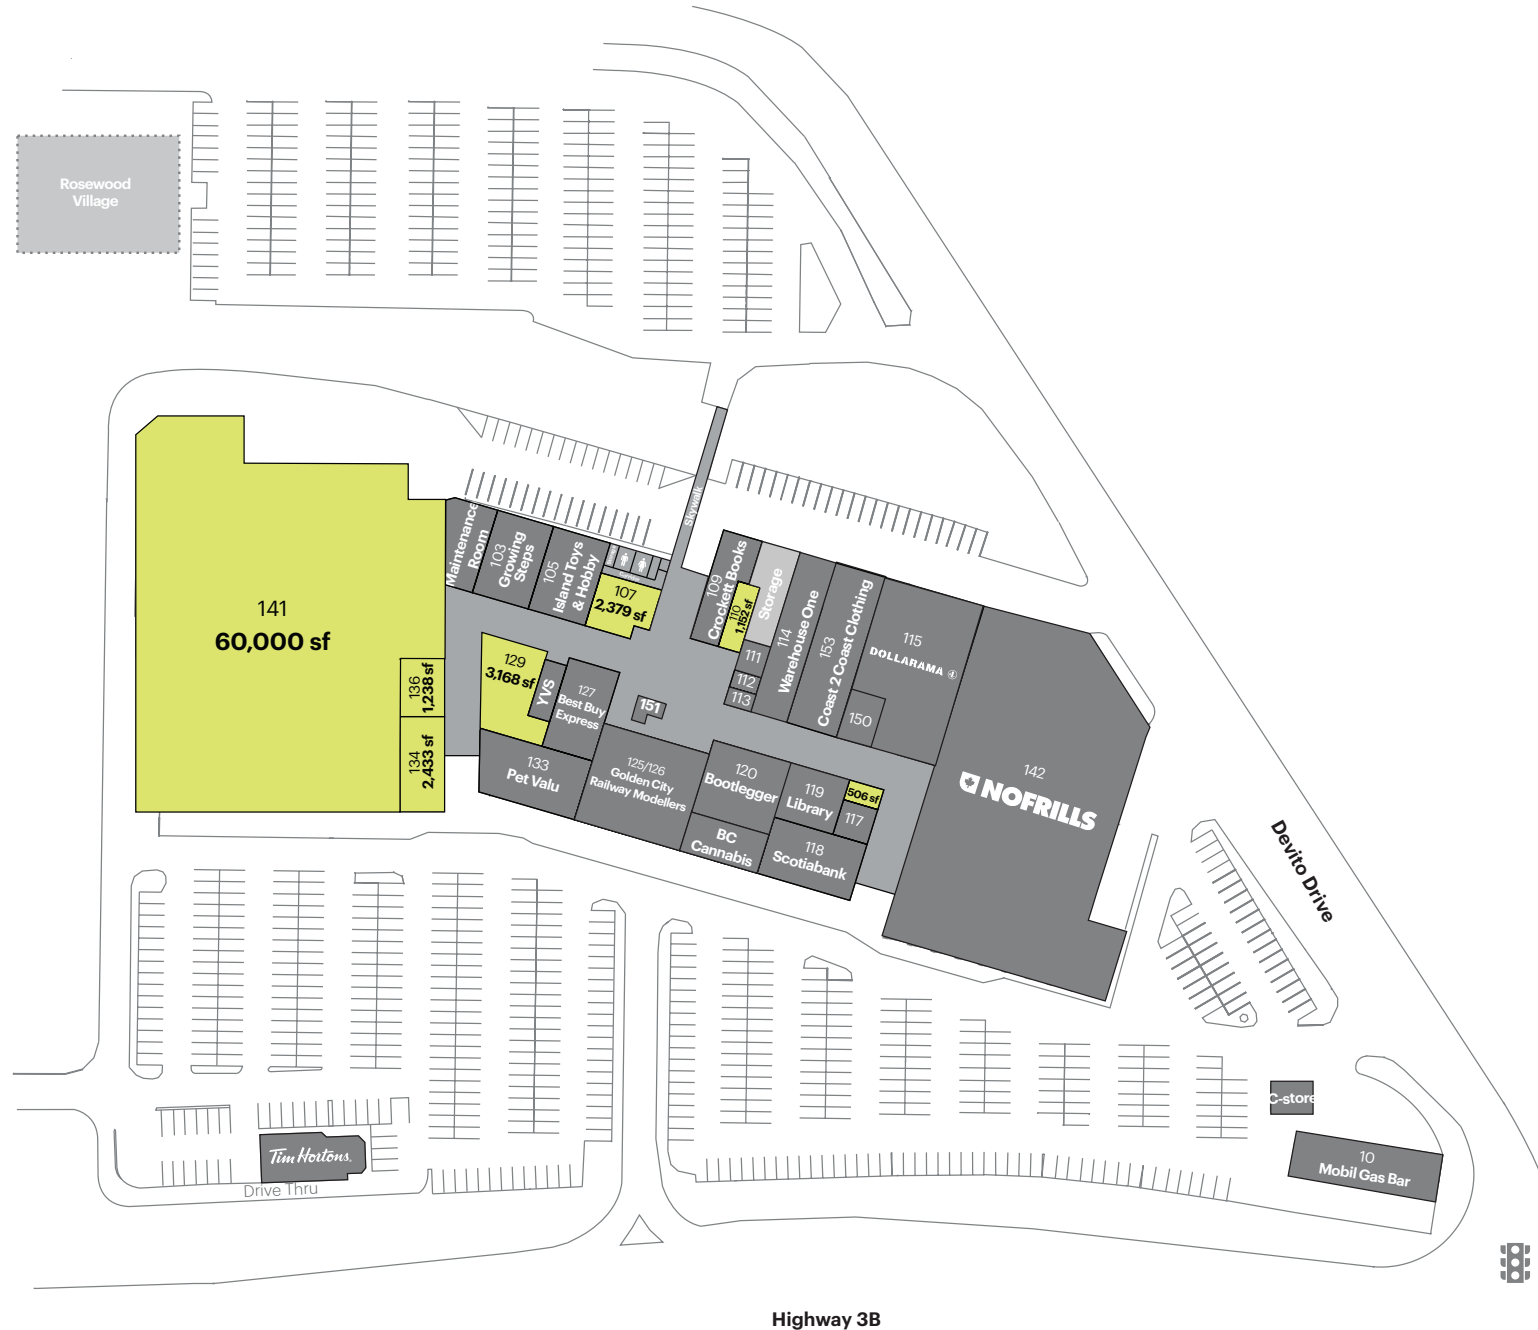 Rosewood
Village
Skywalk
141
60,000 sf
136
1,238 sf
134
2,433 sf
Maintenance
Room
103
Growing
Steps
105
Island Toys
& Hobby
107
2,379 sf
109
Crockett Books
110
1,152 sf
Storage
111
112
113
114
Warehouse One
153
Coast 2 Coast Clothing
115
DOLLARAMA
150
142
NOFRILLS
129
3,168 sf
YVS
127
Best Buy
Express
151
133
Pet Valu
125/126
Golden City
Railway Modellers
120
Bootlegger
BC
Cannabis
119
Library
506 sf
117
118
Scotiabank
Devito Drive
C-store
10
Mobil Gas Bar
Tim Hortons.
Drive Thru
Highway 3B